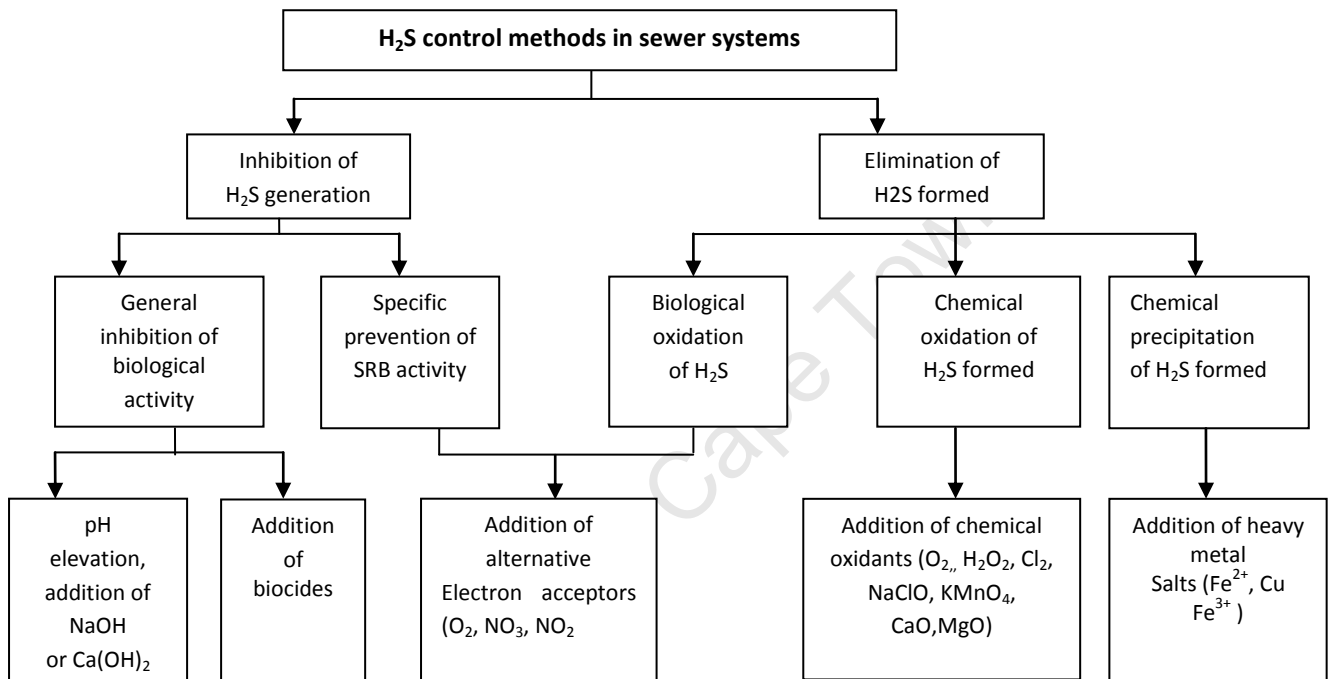 H₂S control methods in sewer systems
Inhibition of
H₂S generation
Elimination of
H2S formed
General
inhibition of
biological
activity
Specific
prevention of
SRB activity
Biological
oxidation
of H₂S
Chemical
oxidation of
H₂S formed
Chemical
precipitation
of H₂S formed
pH
elevation,
addition of
NaOH
or Ca(OH)₂
Addition
of
biocides
Addition of
alternative
Electron acceptors
(O₂, NO₃, NO₂
Addition of chemical
oxidants (O₂,, H₂O₂, Cl₂,
NaClO, KMnO₄,
CaO,MgO)
Addition of heavy
metal
Salts (Fe²⁺, Cu
Fe³⁺ )
Cape Tow